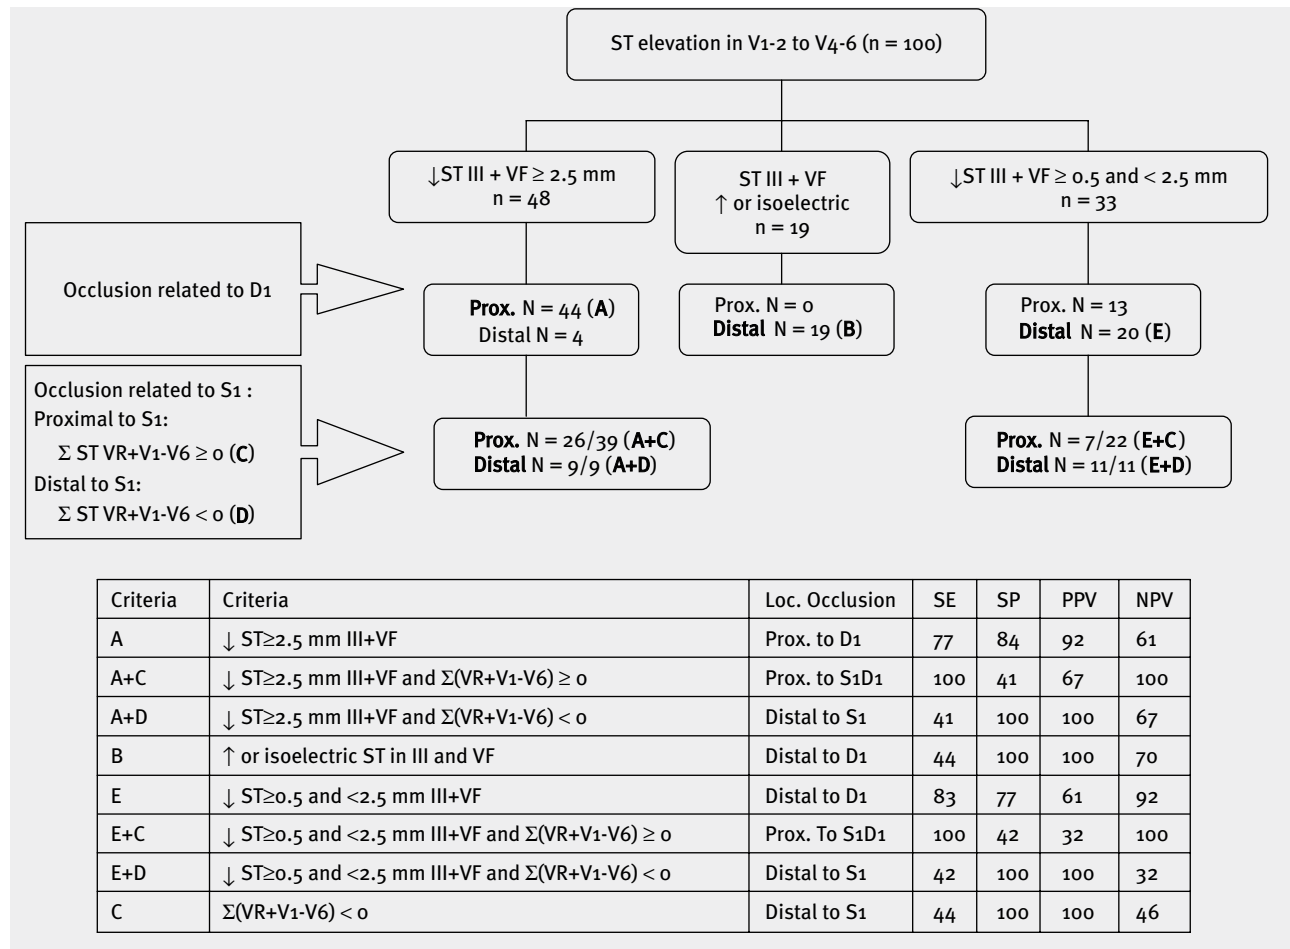 ST elevation in V1-2 to V4-6 (n = 100)
↓ST III + VF ≥ 2.5 mm
n = 48
ST III + VF
↑ or isoelectric
n = 19
↓ST III + VF ≥ 0.5 and < 2.5 mm
n = 33
Occlusion related to D1
Prox. N = 44 (A)
Distal N = 4
Prox. N = 0
Distal N = 19 (B)
Prox. N = 13
Distal N = 20 (E)
Occlusion related to S1 :
Proximal to S1:
Σ ST VR+V1-V6 ≥ 0 (C)
Distal to S1:
Σ ST VR+V1-V6 < 0 (D)
Prox. N = 26/39 (A+C)
Distal N = 9/9 (A+D)
Prox. N = 7/22 (E+C)
Distal N = 11/11 (E+D)
Criteria Criteria Loc. Occlusion SE SP PPV NPV
A ↓ ST≥2.5 mm III+VF Prox. to D1 77 84 92 61
A+C ↓ ST≥2.5 mm III+VF and Σ(VR+V1-V6) ≥ 0 Prox. to S1D1 100 41 67 100
A+D ↓ ST≥2.5 mm III+VF and Σ(VR+V1-V6) < 0 Distal to S1 41 100 100 67
B ↑ or isoelectric ST in III and VF Distal to D1 44 100 100 70
E ↓ ST≥0.5 and <2.5 mm III+VF Distal to D1 83 77 61 92
E+C ↓ ST≥0.5 and <2.5 mm III+VF and Σ(VR+V1-V6) ≥ 0 Prox. To S1D1 100 42 32 100
E+D ↓ ST≥0.5 and <2.5 mm III+VF and Σ(VR+V1-V6) < 0 Distal to S1 42 100 100 32
C Σ(VR+V1-V6) < 0 Distal to S1 44 100 100 46